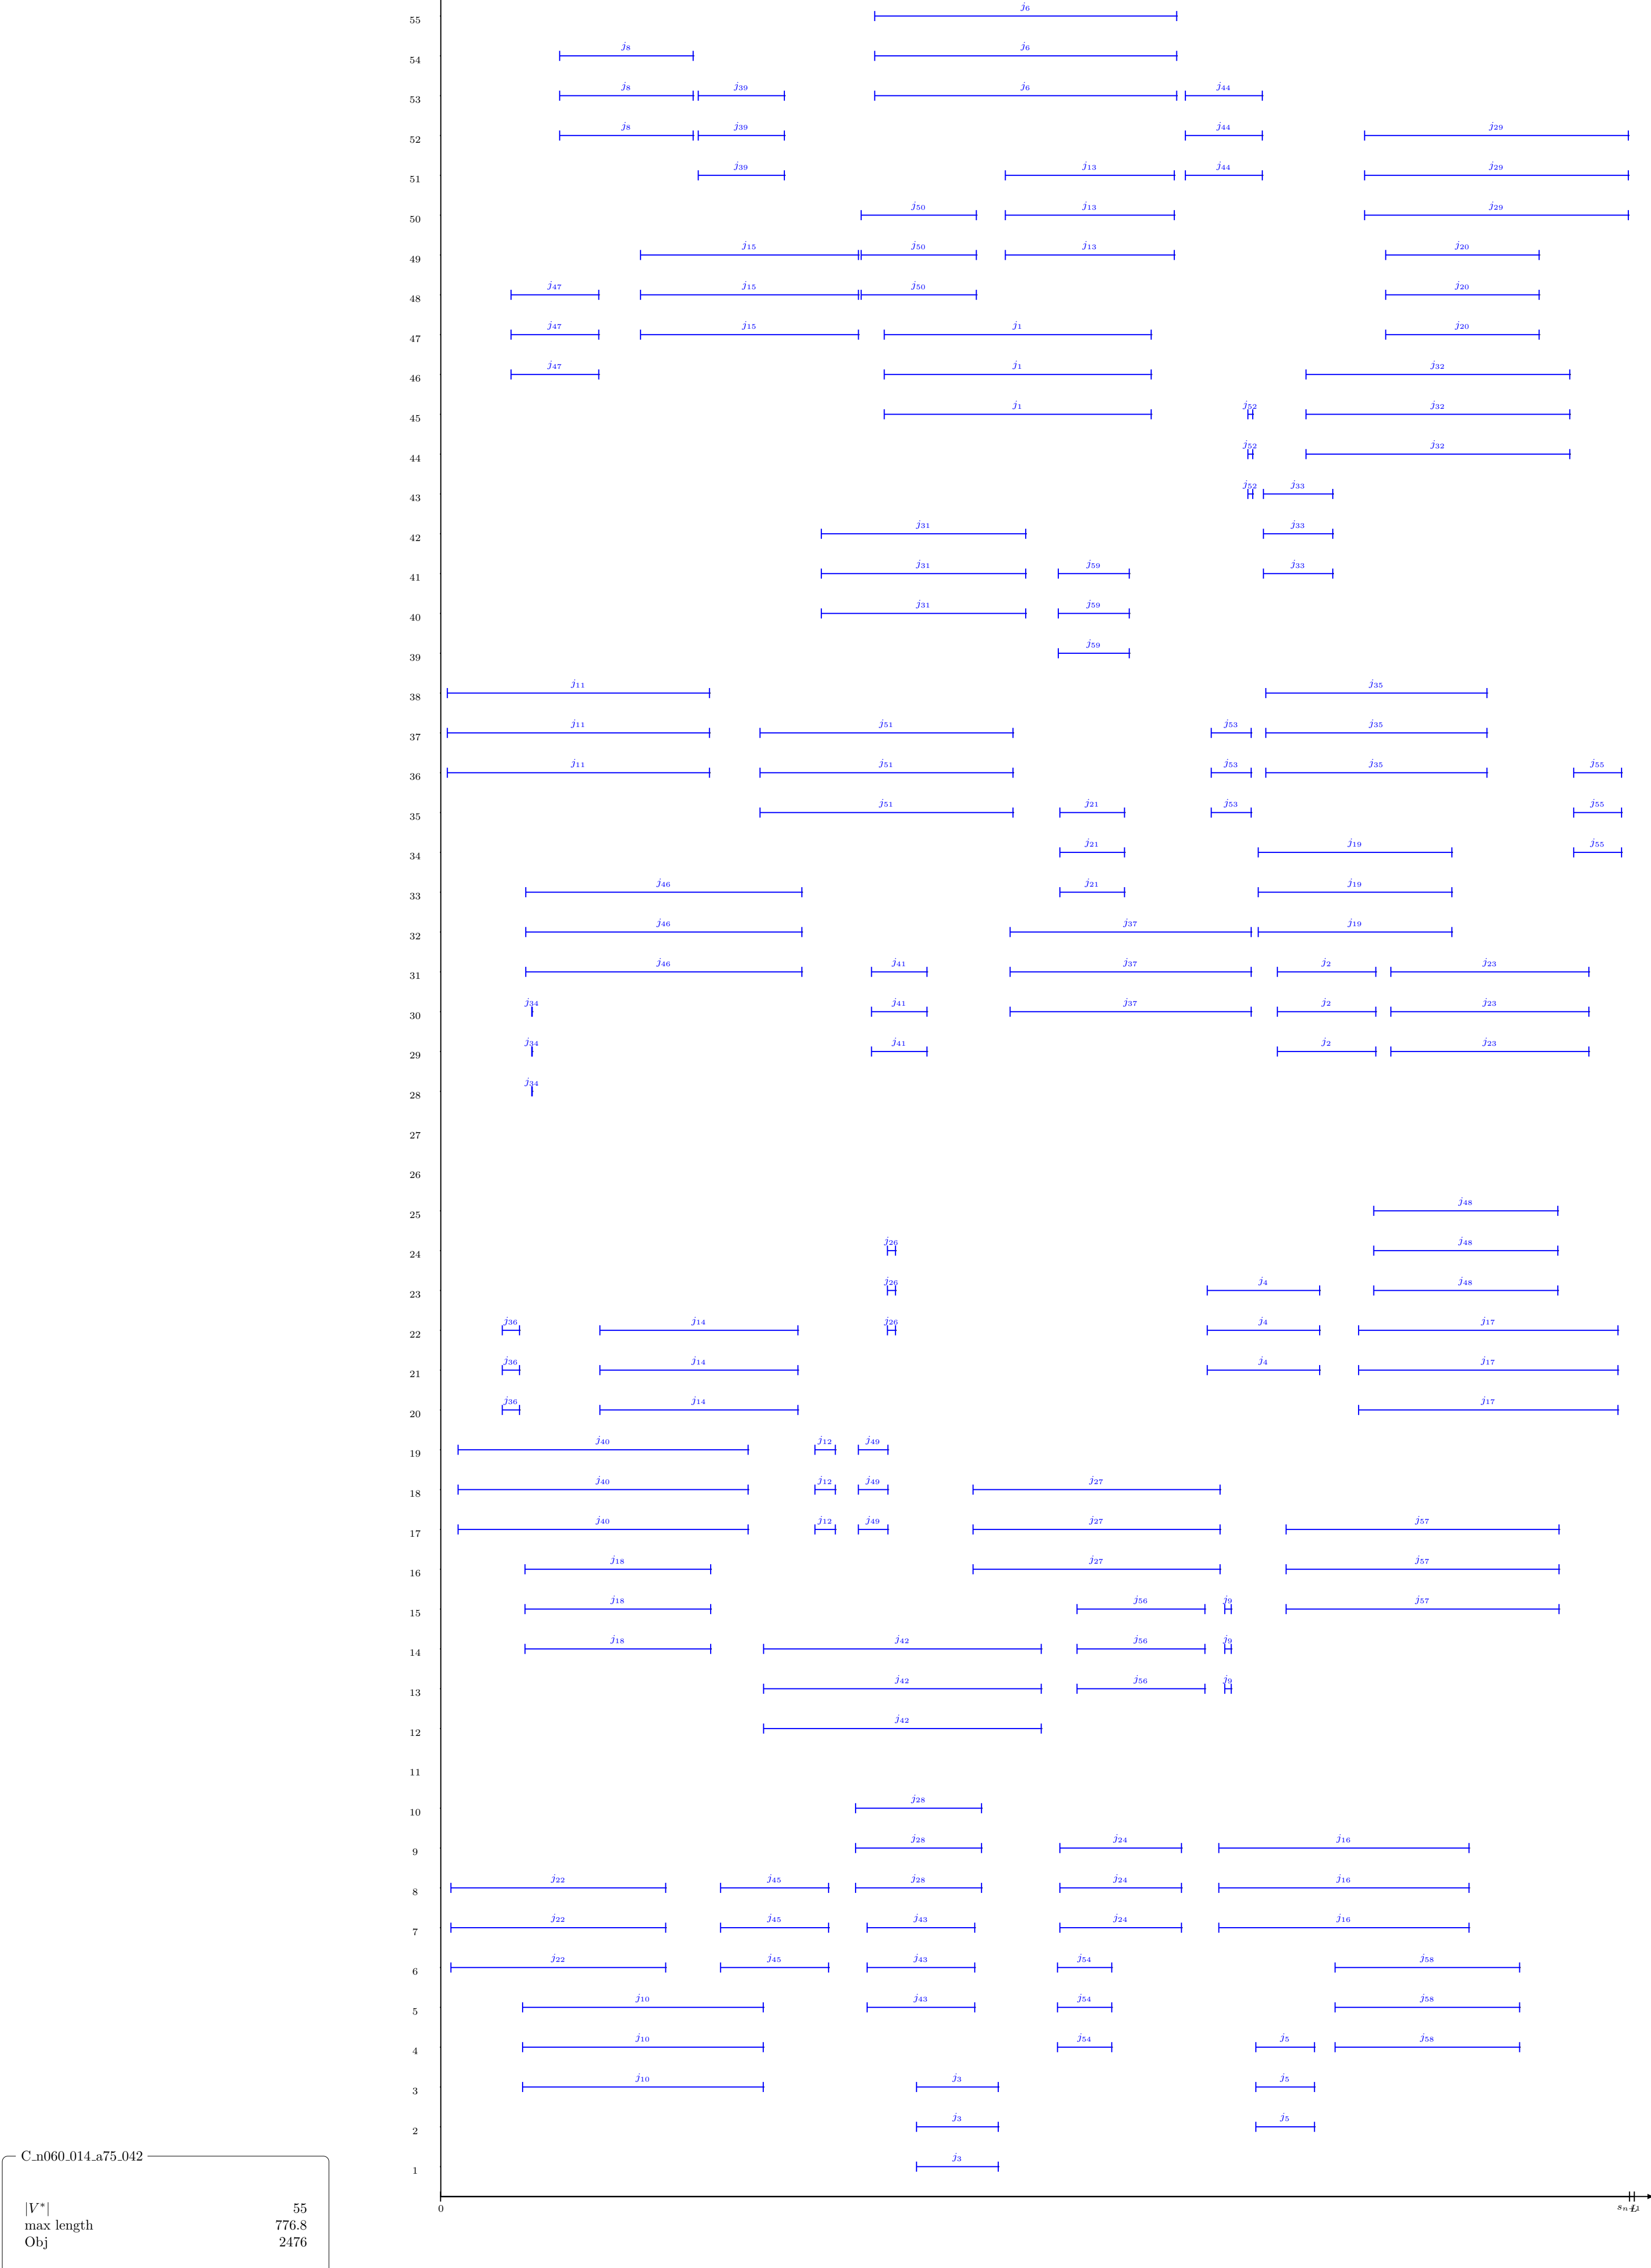 55 j6
54 j8 j6
53 j8 j39 j6 j44
52 j8 j39 j44 j29
51 j39 j13 j44 j29
50 j50 j13 j29
49 j15 j50 j13 j20
48 j47 j15 j50 j20
47 j47 j15 j1 j20
46 j47 j1 j32
45 j1 j52 j32
44 j52 j32
43 j52 j33
42 j31 j33
41 j31 j59 j33
40 j31 j59
39 j59
38 j11 j35
37 j11 j51 j53 j35
36 j11 j51 j53 j35 j55
35 j51 j21 j53 j55
34 j21 j19 j55
33 j46 j21 j19
32 j46 j37 j19
31 j46 j41 j37 j2 j23
30 j34 j41 j37 j2 j23
29 j34 j41 j2 j23
28 j34
27
26
25 j48
24 j26 j48
23 j26 j4 j48
22 j36 j14 j26 j4 j17
21 j36 j14 j4 j17
20 j36 j14 j17
19 j40 j12 j49
18 j40 j12 j49 j27
17 j40 j12 j49 j27 j57
16 j18 j27 j57
15 j18 j56 j9 j57
14 j18 j42 j56 j9
13 j42 j56 j9
12 j42
11
10 j28
9 j28 j24 j16
8 j22 j45 j28 j24 j16
7 j22 j45 j43 j24 j16
6 j22 j45 j43 j54 j58
5 j10 j43 j54 j58
4 j10 j54 j5 j58
3 j10 j3 j5
2 j3 j5
1 j3
0
C_n060_014_a75_042
|V*| 55
max length 776.8
Obj 2476